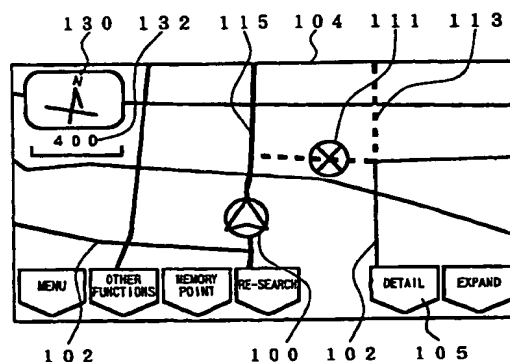 130 132 115 104 111 113
N
400
MENU OTHER FUNCTIONS MEMORY POINT RE-SEARCH DETAIL EXPAND
102 100 102 105